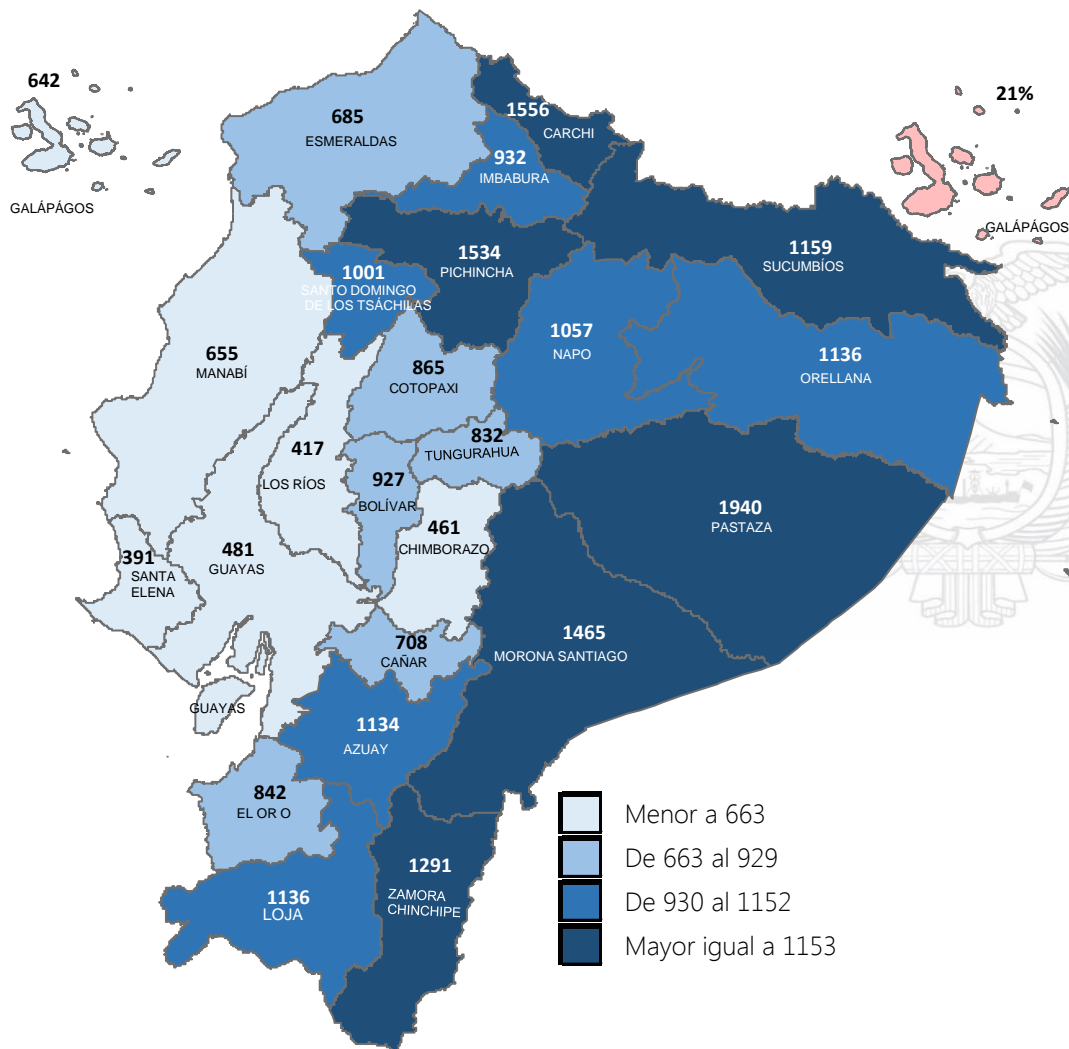 642
GALÁPÁGOS
685
ESMERALDAS
1556
CARCHI
932
IMBABURA
21%
GALÁPÁGOS
1534
PICHINCHA
1159
SUCUMBÍOS
1001
SANTO DOMINGO
DE LOS TSÁCHILAS
1057
NAPO
1136
ORELLANA
655
MANABÍ
865
COTOPAXI
832
TUNGURAHUA
417
LOS RÍOS
927
BOLÍVAR
461
CHIMBORAZO
1940
PASTAZA
391
SANTA
ELENA
481
GUAYAS
708
CAÑAR
1465
MORONA SANTIAGO
GUAYAS
1134
AZUAY
842
EL OR O
1136
LOJA
1291
ZAMORA
CHINCHIPE
Menor a 663
De 663 al 929
De 930 al 1152
Mayor igual a 1153